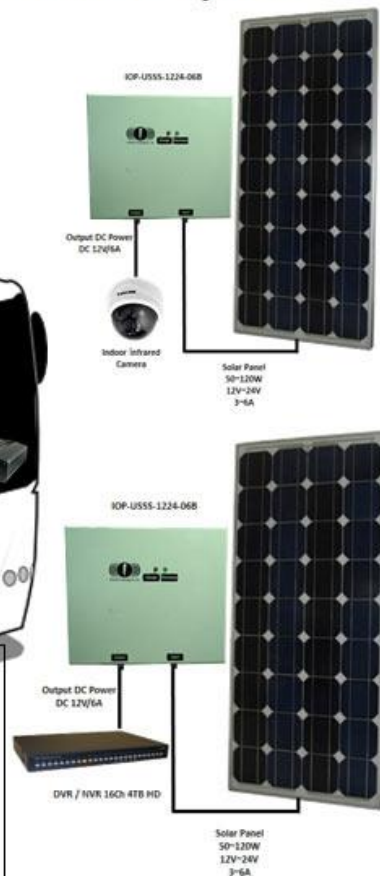 IOP-USSS-1224-06B
Output DC Power
DC 12V/6A
Indoor Infrared
Camera
Solar Panel
50~120W
12V~24V
3~6A
IOP-USSS-1224-06B
Output DC Power
DC 12V/6A
DVR / NVR 16Ch 4TB HD
Solar Panel
50~120W
12V~24V
3~6A